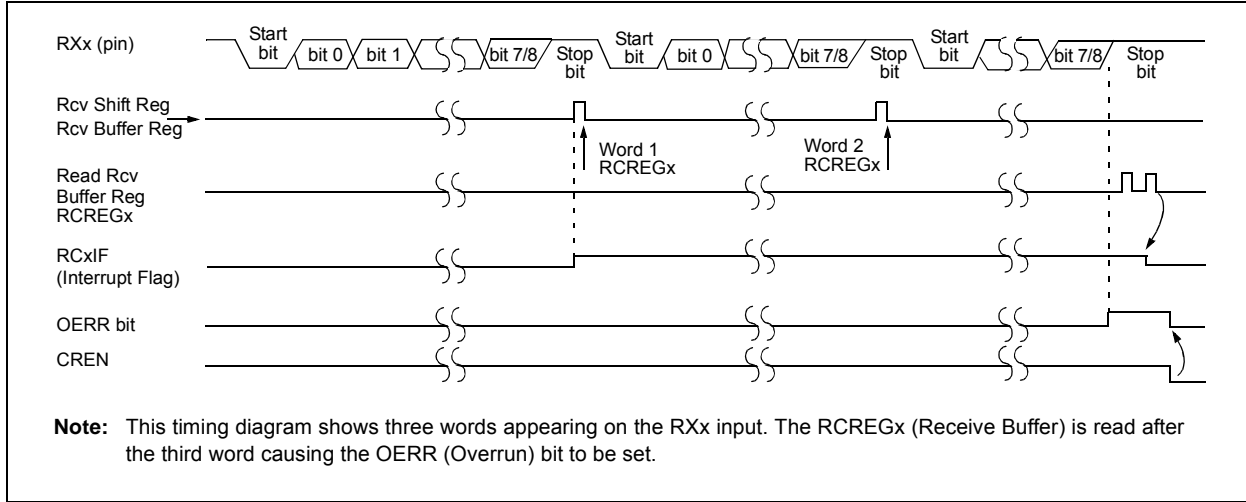 RXx (pin)
Start
bit
bit 0
bit 1
bit 7/8
Stop
bit
Start
bit
bit 0
bit 7/8
Stop
bit
Start
bit
bit 7/8
Stop
bit
Rcv Shift Reg
Rcv Buffer Reg
Word 1
RCREGx
Word 2
RCREGx
Read Rcv
Buffer Reg
RCREGx
RCxIF
(Interrupt Flag)
OERR bit
CREN
Note: This timing diagram shows three words appearing on the RXx input. The RCREGx (Receive Buffer) is read after
the third word causing the OERR (Overrun) bit to be set.